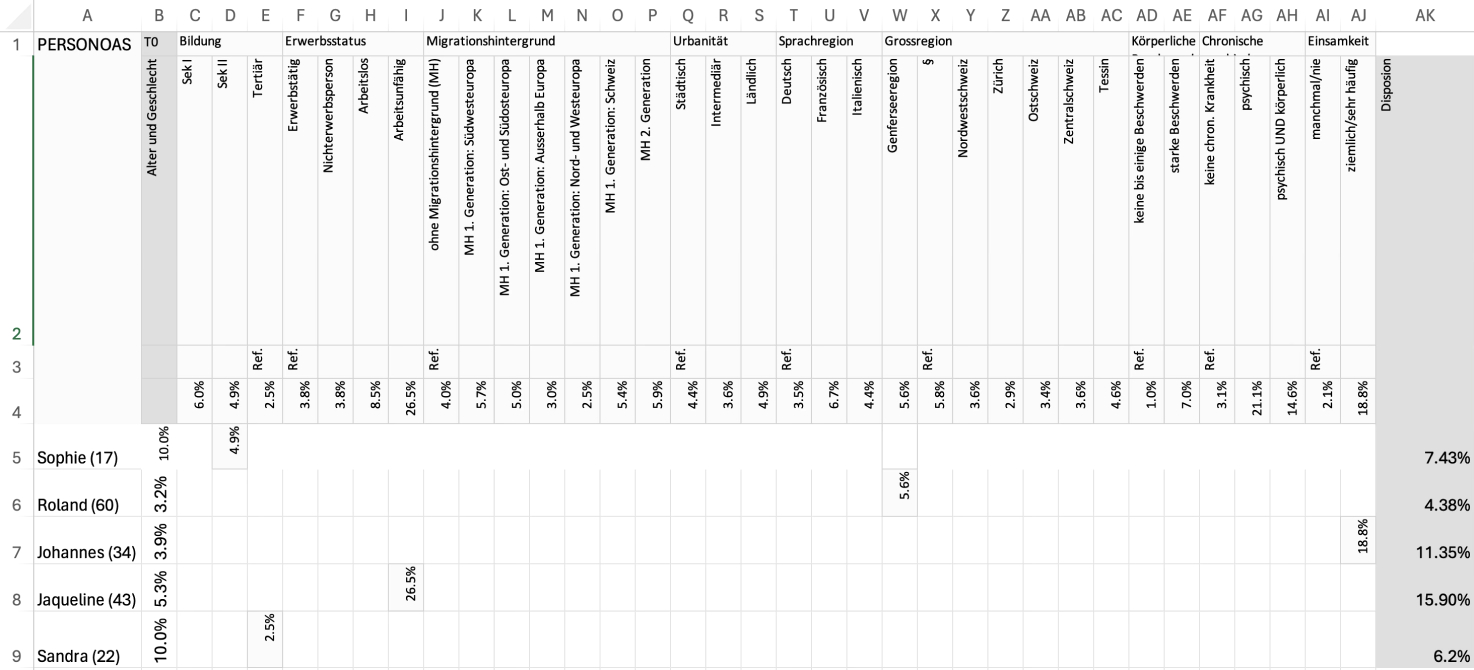 A B C D E F G H I J K L M N O P Q R S T U V W X Y Z AA AB AC AD AE AF AG AH AI AJ AK
1 PERSONOAS T0 Bildung Erwerbsstatus Migrationshintergrund Urbanität Sprachregion Grossregion Körperliche Chronische Einsamkeit
2
Alter und Geschlecht
Sek I
Sek II
Tertiär
Erwerbstätig
Nichterwerbsperson
Arbeitslos
Arbeitsunfähig
ohne Migrationshintergrund (MH)
MH 1. Generation: Südwesteuropa
MH 1. Generation: Ost- und Südosteuropa
MH 1. Generation: Ausserhalb Europa
MH 1. Generation: Nord- und Westeuropa
MH 1. Generation: Schweiz
MH 2. Generation
Städtisch
Intermediär
Ländlich
Deutsch
Französisch
Italienisch
Genferseeregion
§
Nordwestschweiz
Zürich
Ostschweiz
Zentralschweiz
Tessin
keine bis einige Beschwerden
starke Beschwerden
keine chron. Krankheit
psychisch
psychisch UND körperlich
manchmal/nie
ziemlich/sehr häufig
Disposion
3 Ref. Ref. Ref. Ref. Ref. Ref. Ref. Ref. Ref.
4 6.0% 4.9% 2.5% 3.8% 3.8% 8.5% 26.5% 4.0% 5.7% 5.0% 3.0% 2.5% 5.4% 5.9% 4.4% 3.6% 4.9% 3.5% 6.7% 4.4% 5.6% 5.8% 3.6% 2.9% 3.4% 3.6% 4.6% 1.0% 7.0% 3.1% 21.1% 14.6% 2.1% 18.8%
5 Sophie (17) 10.0% 4.9% 7.43%
6 Roland (60) 3.2% 5.6% 4.38%
7 Johannes (34) 3.9% 18.8% 11.35%
8 Jaqueline (43) 5.3% 26.5% 15.90%
9 Sandra (22) 10.0% 2.5% 6.2%